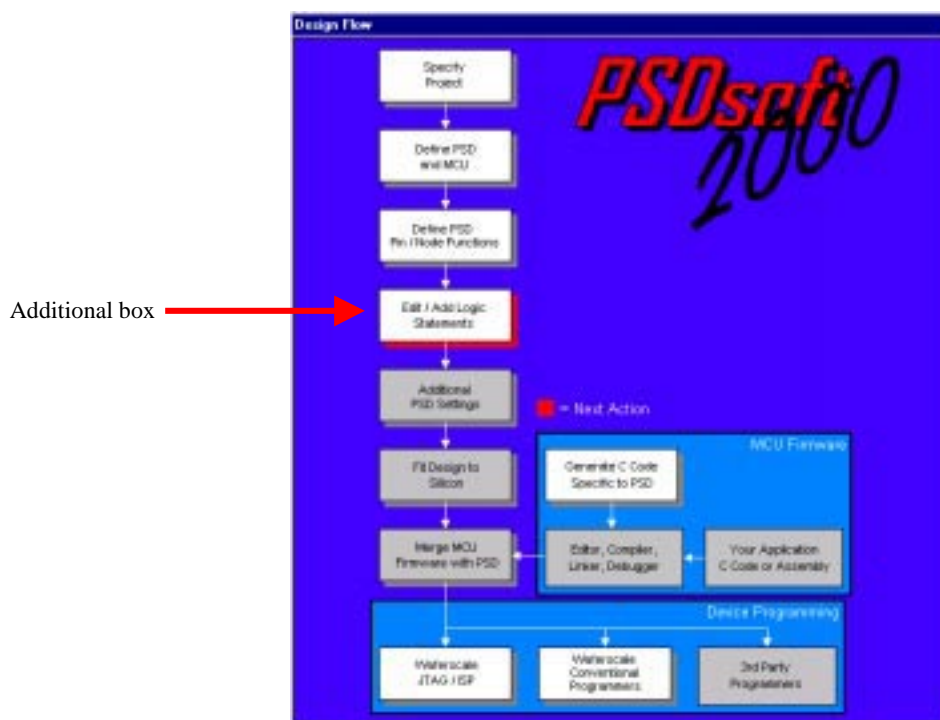 Design Flow
PSDsoft
2000
Specify
Project
Define PSD
and MCU
Define PSD
Pin / Node Functions
Additional box
Edit / Add Logic
Statements
Additional
PSD Settings
= Next Action
MCU Firmware
Fit Design to
Silicon
Generate C Code
Specific to PSD
Merge MCU
Firmware with PSD
Editor, Compiler,
Linker, Debugger
Your Application
C Code or Assembly
Device Programming
Waferscale
JTAG / ISP
Waferscale
Conventional
Programmers
3rd Party
Programmers